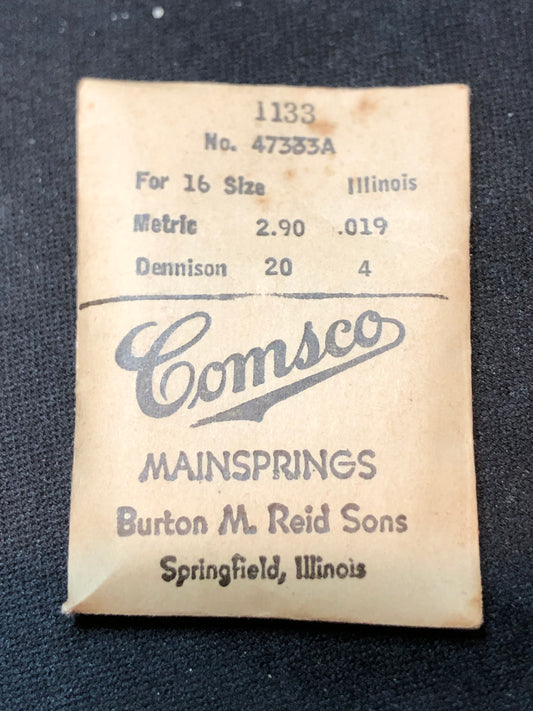 1133
No. 47333A
For 16 Size Illinois
Metric 2.90 .019
Dennison 20 4
Comsco
MAINSPRINGS
Burton M. Reid Sons
Springfield, Illinois